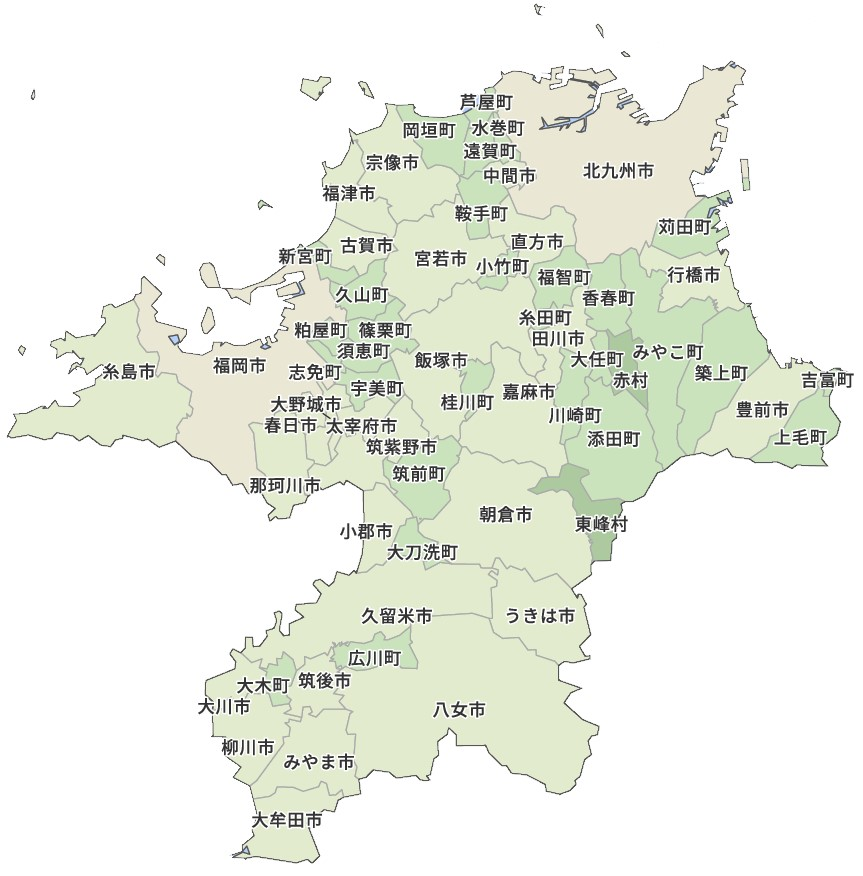 芦屋町
岡垣町
水巻町
遠賀町
宗像市
北九州市
中間市
福津市
鞍手町
苅田町
直方市
古賀市
新宮町
宮若市
小竹町
行橋市
福智町
久山町
香春町
糸田町
粕屋町
篠栗町
田川市
須恵町
みやこ町
大任町
飯塚市
福岡市
糸島市
志免町
築上町
赤村
吉富町
宇美町
嘉麻市
桂川町
大野城市
豊前市
川崎町
春日市
太宰府市
添田町
上毛町
筑紫野市
筑前町
那珂川市
朝倉市
東峰村
小郡市
大刀洗町
久留米市
うきは市
広川町
筑後市
大木町
大川市
八女市
柳川市
みやま市
大牟田市